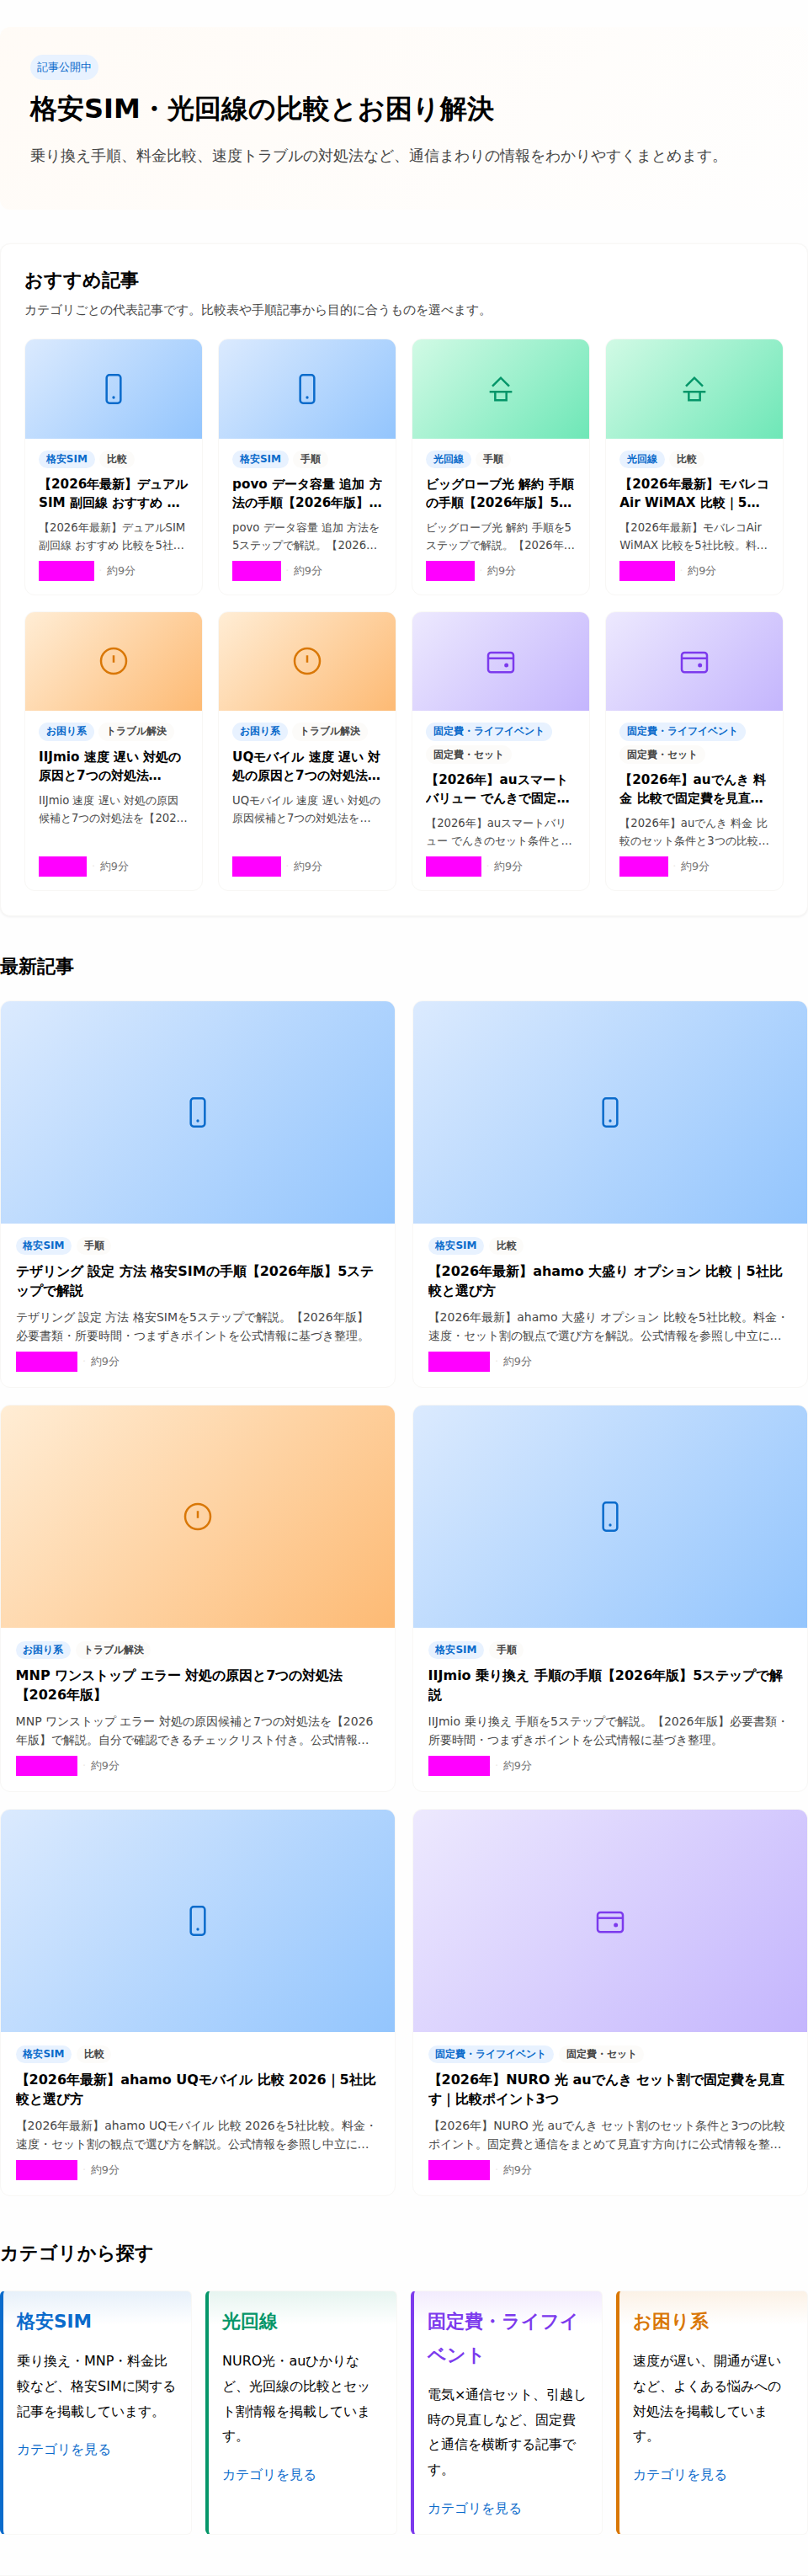 記事公開中
格安SIM・光回線の比較とお困り解決
乗り換え手順、料金比較、速度トラブルの対処法など、通信まわりの情報をわかりやすくまとめます。
おすすめ記事
カテゴリごとの代表記事です。比較表や手順記事から目的に合うものを選べます。
格安SIM 比較
【2026年最新】デュアル
SIM 副回線 おすすめ …
【2026年最新】デュアルSIM
副回線 おすすめ 比較を5社…
約9分
格安SIM 手順
povo データ容量 追加 方
法の手順【2026年版】…
povo データ容量 追加 方法を
5ステップで解説。【2026…
約9分
光回線 手順
ビッグローブ光 解約 手順
の手順【2026年版】5…
ビッグローブ光 解約 手順を5
ステップで解説。【2026年…
約9分
光回線 比較
【2026年最新】モバレコ
Air WiMAX 比較｜5…
【2026年最新】モバレコAir
WiMAX 比較を5社比較。料…
約9分
お困り系 トラブル解決
IIJmio 速度 遅い 対処の
原因と7つの対処法…
IIJmio 速度 遅い 対処の原因
候補と7つの対処法を【202…
約9分
お困り系 トラブル解決
UQモバイル 速度 遅い 対
処の原因と7つの対処法…
UQモバイル 速度 遅い 対処の
原因候補と7つの対処法を…
約9分
固定費・ライフイベント
固定費・セット
【2026年】auスマート
バリュー でんきで固定…
【2026年】auスマートバリ
ュー でんきのセット条件と…
約9分
固定費・ライフイベント
固定費・セット
【2026年】auでんき 料
金 比較で固定費を見直…
【2026年】auでんき 料金 比
較のセット条件と3つの比較…
約9分
最新記事
格安SIM 手順
テザリング 設定 方法 格安SIMの手順【2026年版】5ステ
ップで解説
テザリング 設定 方法 格安SIMを5ステップで解説。【2026年版】
必要書類・所要時間・つまずきポイントを公式情報に基づき整理。
約9分
格安SIM 比較
【2026年最新】ahamo 大盛り オプション 比較｜5社比
較と選び方
【2026年最新】ahamo 大盛り オプション 比較を5社比較。料金・
速度・セット割の観点で選び方を解説。公式情報を参照し中立に…
約9分
お困り系 トラブル解決
MNP ワンストップ エラー 対処の原因と7つの対処法
【2026年版】
MNP ワンストップ エラー 対処の原因候補と7つの対処法を【2026
年版】で解説。自分で確認できるチェックリスト付き。公式情報…
約9分
格安SIM 手順
IIJmio 乗り換え 手順の手順【2026年版】5ステップで解
説
IIJmio 乗り換え 手順を5ステップで解説。【2026年版】必要書類・
所要時間・つまずきポイントを公式情報に基づき整理。
約9分
格安SIM 比較
【2026年最新】ahamo UQモバイル 比較 2026｜5社比
較と選び方
【2026年最新】ahamo UQモバイル 比較 2026を5社比較。料金・
速度・セット割の観点で選び方を解説。公式情報を参照し中立に…
約9分
固定費・ライフイベント 固定費・セット
【2026年】NURO 光 auでんき セット割で固定費を見直
す｜比較ポイント3つ
【2026年】NURO 光 auでんき セット割のセット条件と3つの比較
ポイント。固定費と通信をまとめて見直す方向けに公式情報を整…
約9分
カテゴリから探す
格安SIM
乗り換え・MNP・料金比
較など、格安SIMに関する
記事を掲載しています。
カテゴリを見る
光回線
NURO光・auひかりな
ど、光回線の比較とセッ
ト割情報を掲載していま
す。
カテゴリを見る
固定費・ライフイ
ベント
電気×通信セット、引越し
時の見直しなど、固定費
と通信を横断する記事で
す。
カテゴリを見る
お困り系
速度が遅い、開通が遅い
など、よくある悩みへの
対処法を掲載していま
す。
カテゴリを見る